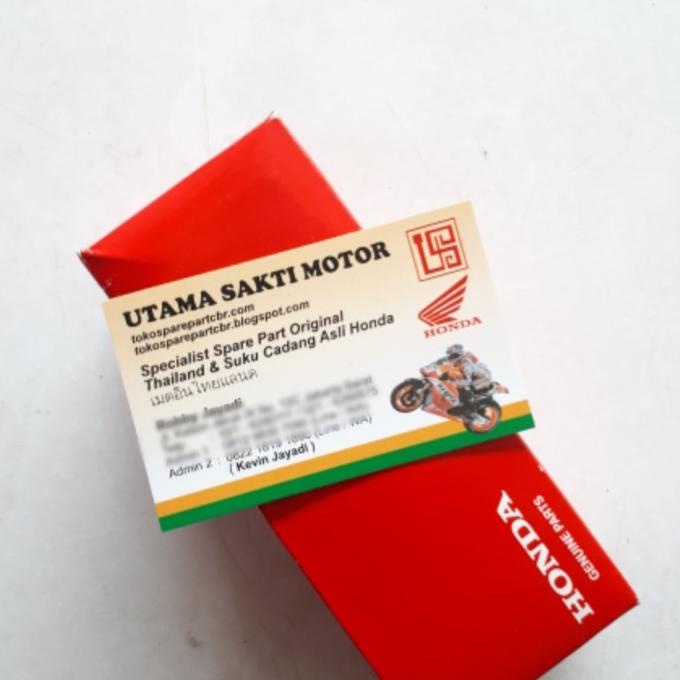 UTAMA SAKTI MOTOR
tokosparepartcbr.com
tokosparepartcbr.blogspot.com
Specialist Spare Part Original
Thailand & Suku Cadang Asli Honda
เมดอินไทยแลนด
HONDA
Admin 2 :
( Kevin Jayadi )
HONDA
GENUINE PARTS